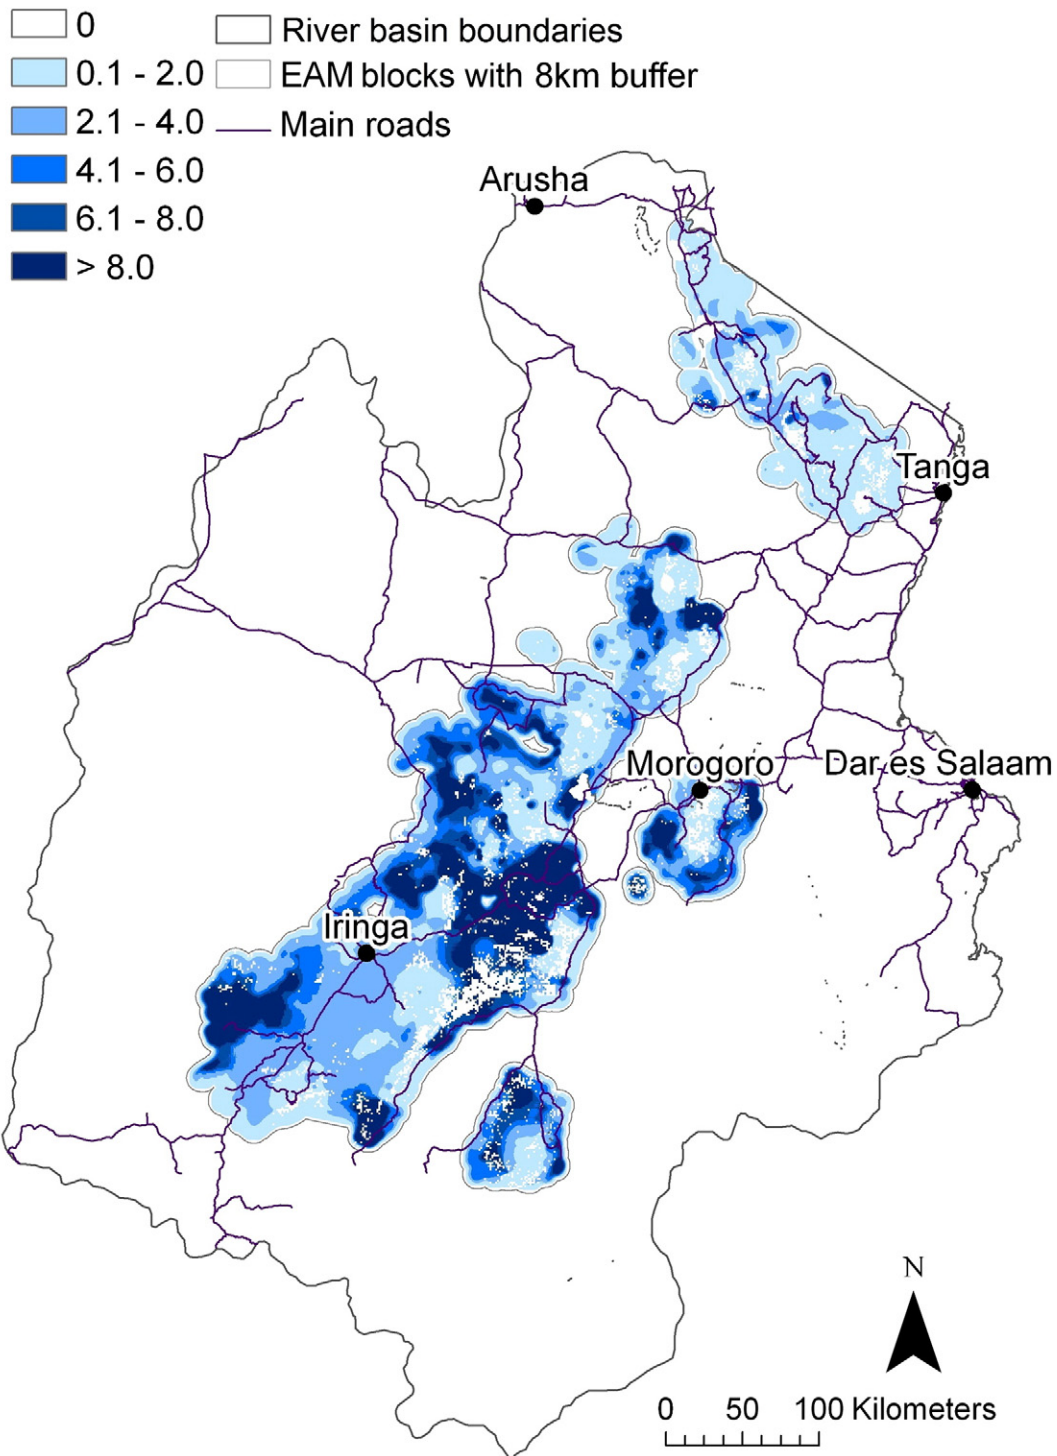 0
0.1 - 2.0
2.1 - 4.0
4.1 - 6.0
6.1 - 8.0
> 8.0
River basin boundaries
EAM blocks with 8km buffer
Main roads
Arusha
Tanga
Morogoro
Dar es Salaam
Iringa
N
0 50 100 Kilometers